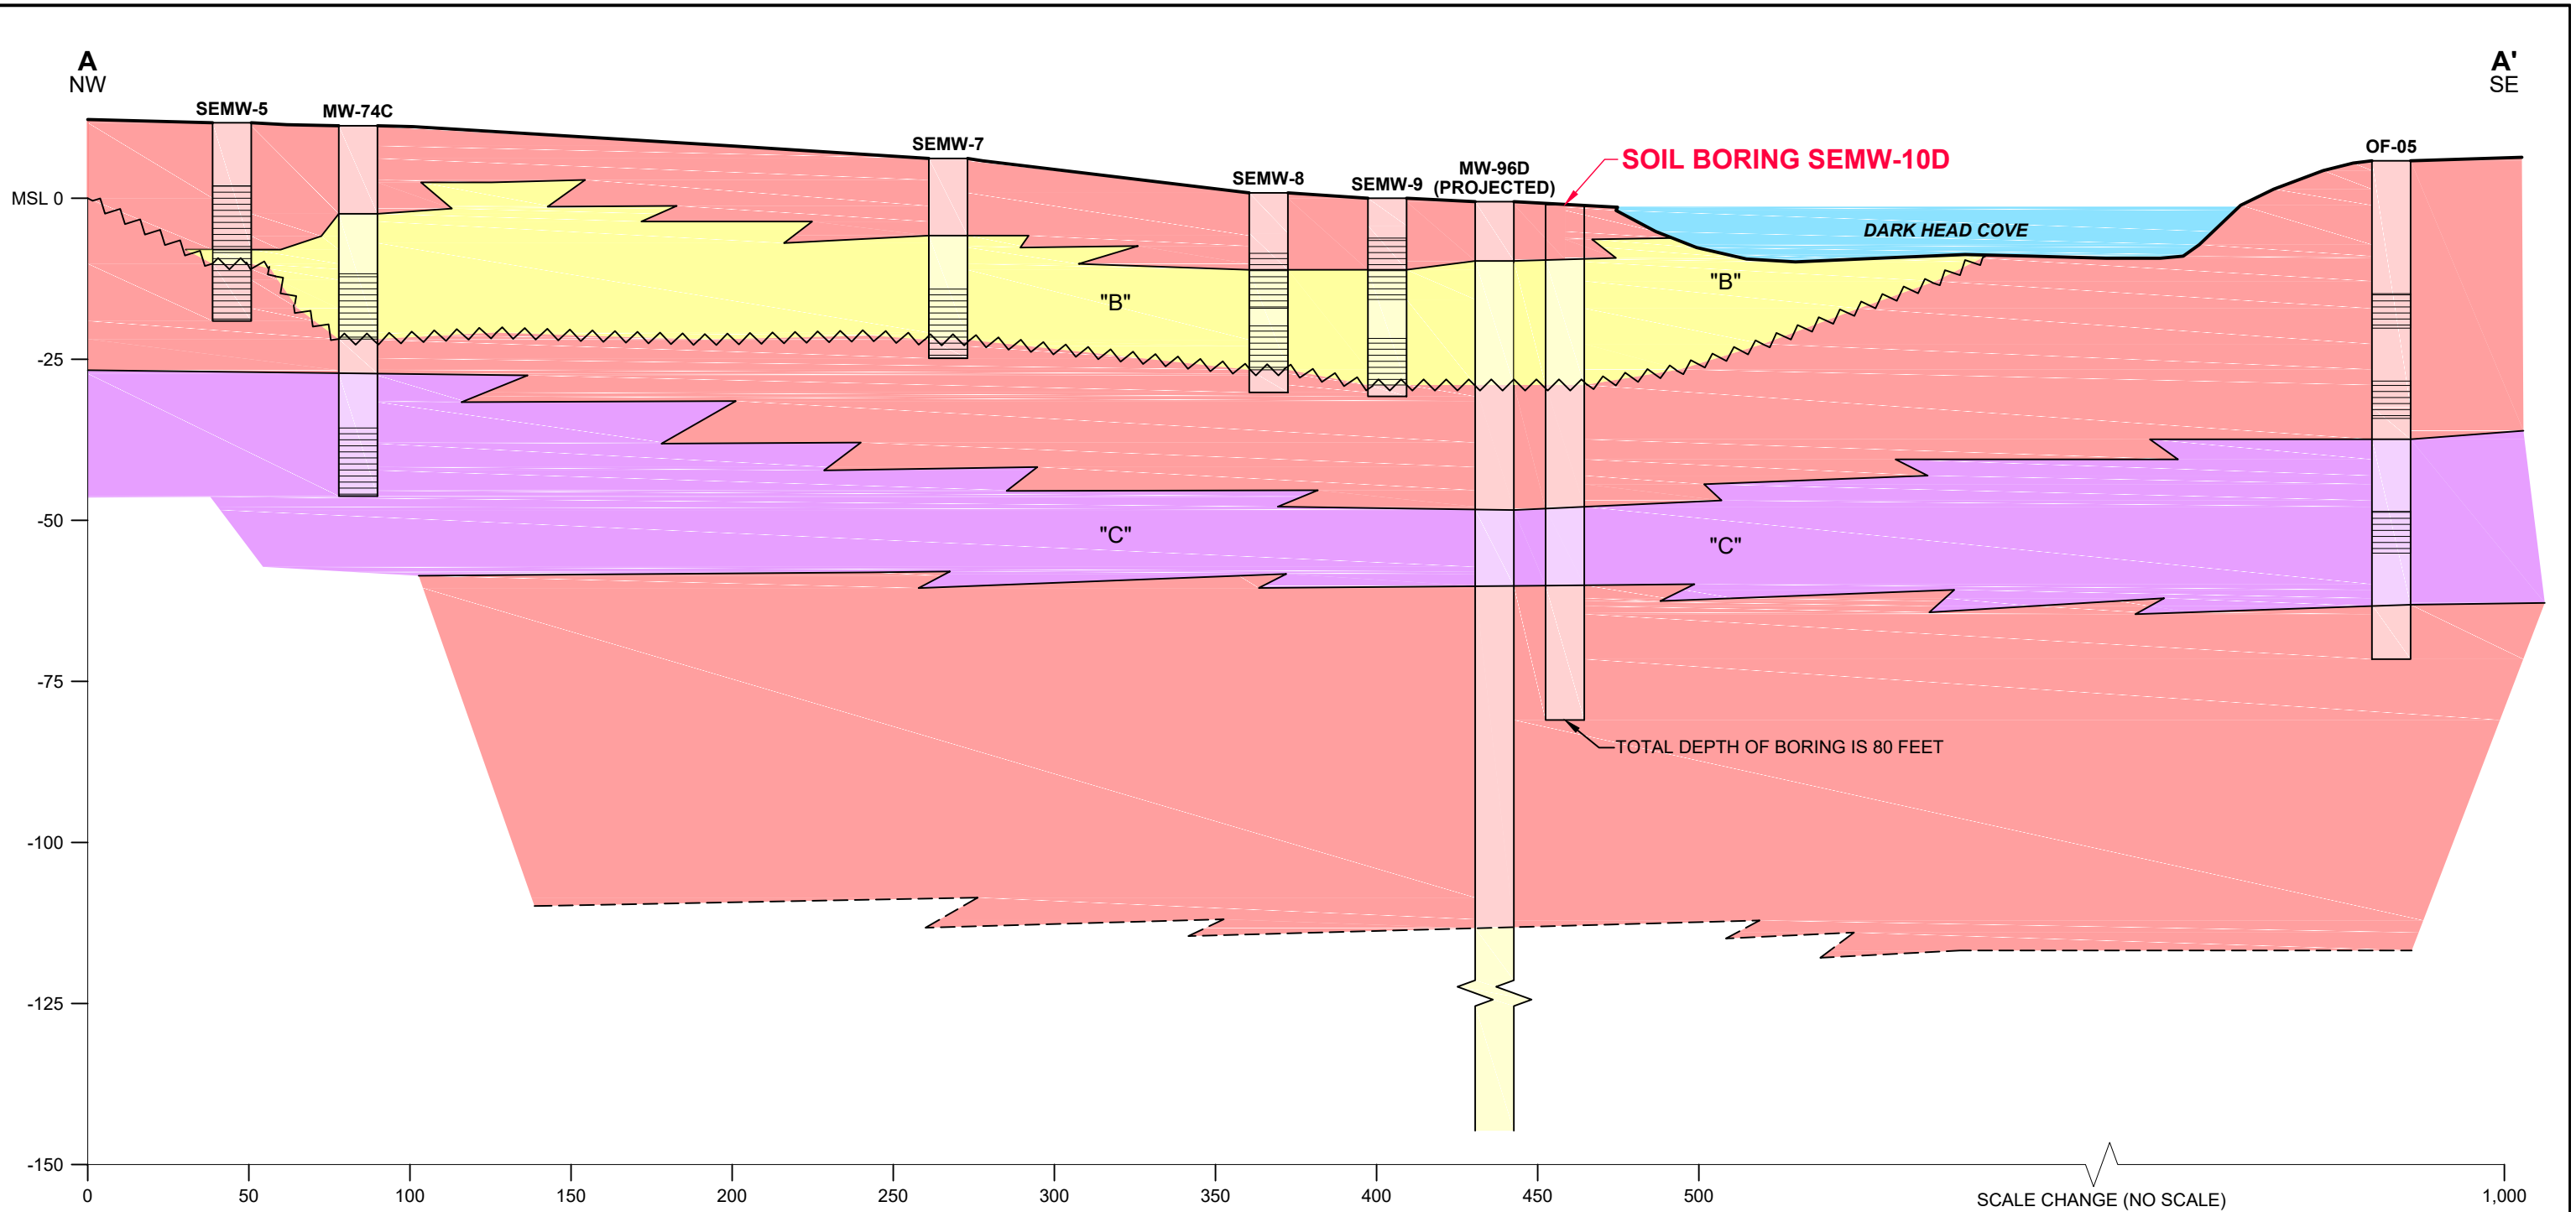 A
NW
A'
SE
SEMW-5
MW-74C
SEMW-7
SEMW-8
SEMW-9
MW-96D
(PROJECTED)
SOIL BORING SEMW-10D
OF-05
MSL 0
DARK HEAD COVE
"B"
"B"
-25
-50
"C"
"C"
-75
TOTAL DEPTH OF BORING IS 80 FEET
-100
-125
-150
0
50
100
150
200
250
300
350
400
450
500
SCALE CHANGE (NO SCALE)
1,000